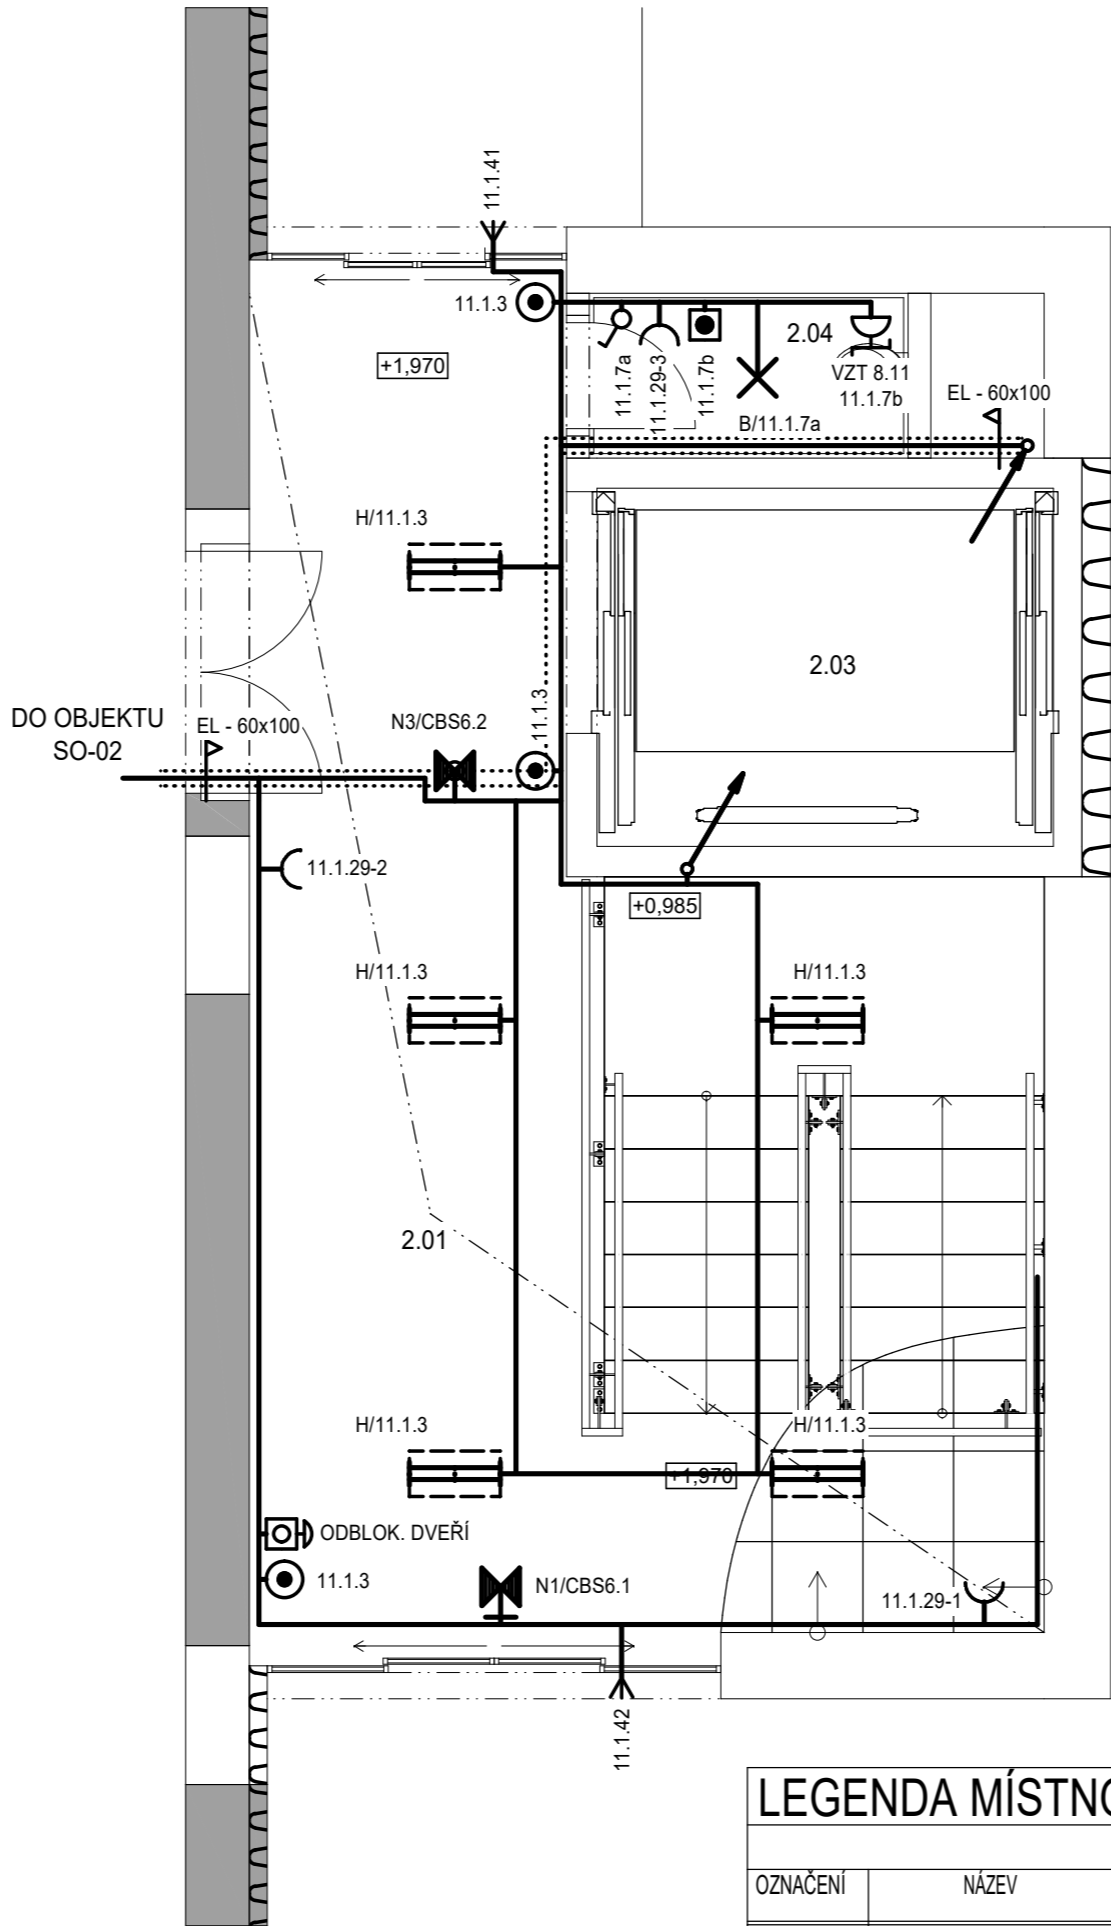 11.1.41
11.1.3
+1,970
11.1.7a
11.1.29-3
11.1.7b
2.04
VZT 8.11
11.1.7b
B/11.1.7a
EL - 60x100
H/11.1.3
2.03
DO OBJEKTU
SO-02
EL - 60x100
N3/CBS6.2
11.1.3
11.1.29-2
+0,985
H/11.1.3
H/11.1.3
2.01
H/11.1.3
H/11.1.3
+1,970
ODBLOK. DVEŘÍ
11.1.3
N1/CBS6.1
11.1.29-1
11.1.42
LEGENDA MÍSTNO
OZNAČENÍ
NÁZEV